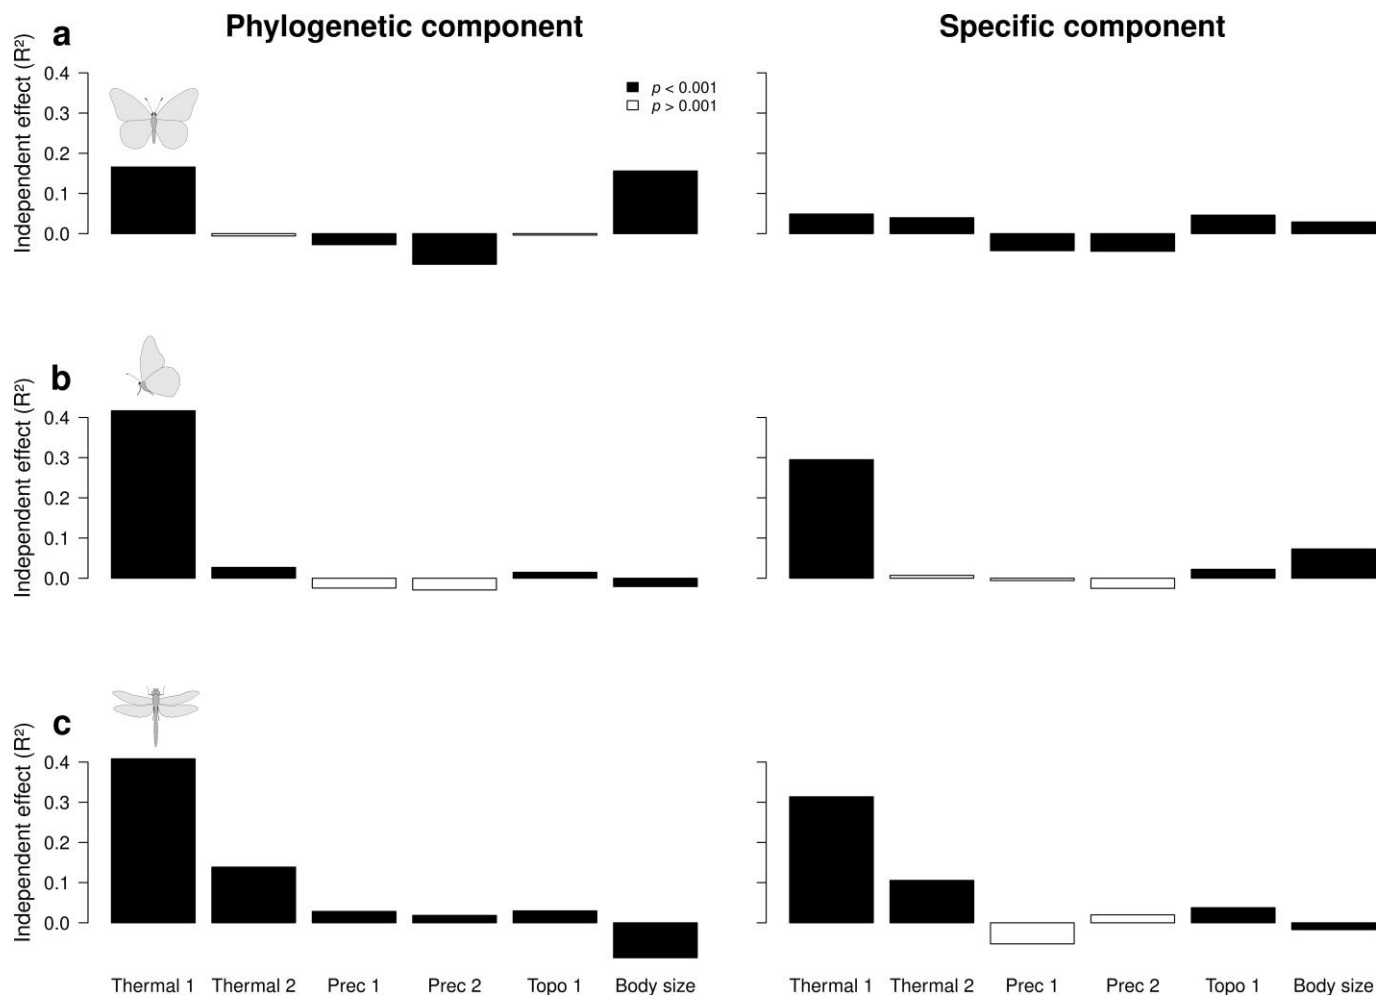 a
Phylogenetic component
Specific component
Independent effect (R²)
0.4
0.3
0.2
0.1
0.0
p < 0.001
p > 0.001
b
Independent effect (R²)
0.4
0.3
0.2
0.1
0.0
c
Independent effect (R²)
0.4
0.3
0.2
0.1
0.0
Thermal 1 Thermal 2 Prec 1 Prec 2 Topo 1 Body size
Thermal 1 Thermal 2 Prec 1 Prec 2 Topo 1 Body size